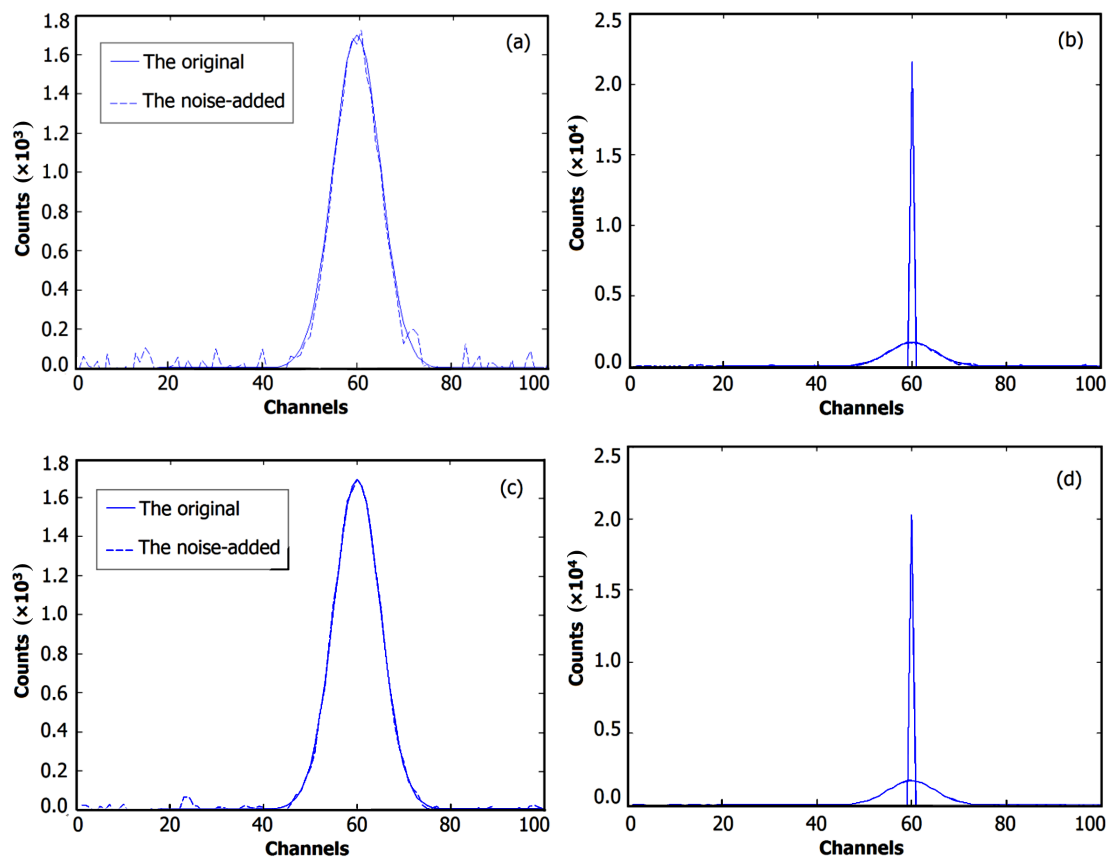 1.8
1.6
1.4
1.2
1.0
0.8
0.6
0.4
0.2
0.0
Counts (×10³)
The original
The noise-added
(a)
0 20 40 60 80 100
Channels
2.5
2.0
1.5
1.0
0.5
0.0
Counts (×10⁴)
(b)
0 20 40 60 80 100
Channels
1.8
1.6
1.4
1.2
1.0
0.8
0.6
0.4
0.2
0.0
Counts (×10³)
The original
The noise-added
(c)
0 20 40 60 80 100
Channels
2.5
2.0
1.5
1.0
0.5
0.0
Counts (×10⁴)
(d)
0 20 40 60 80 100
Channels